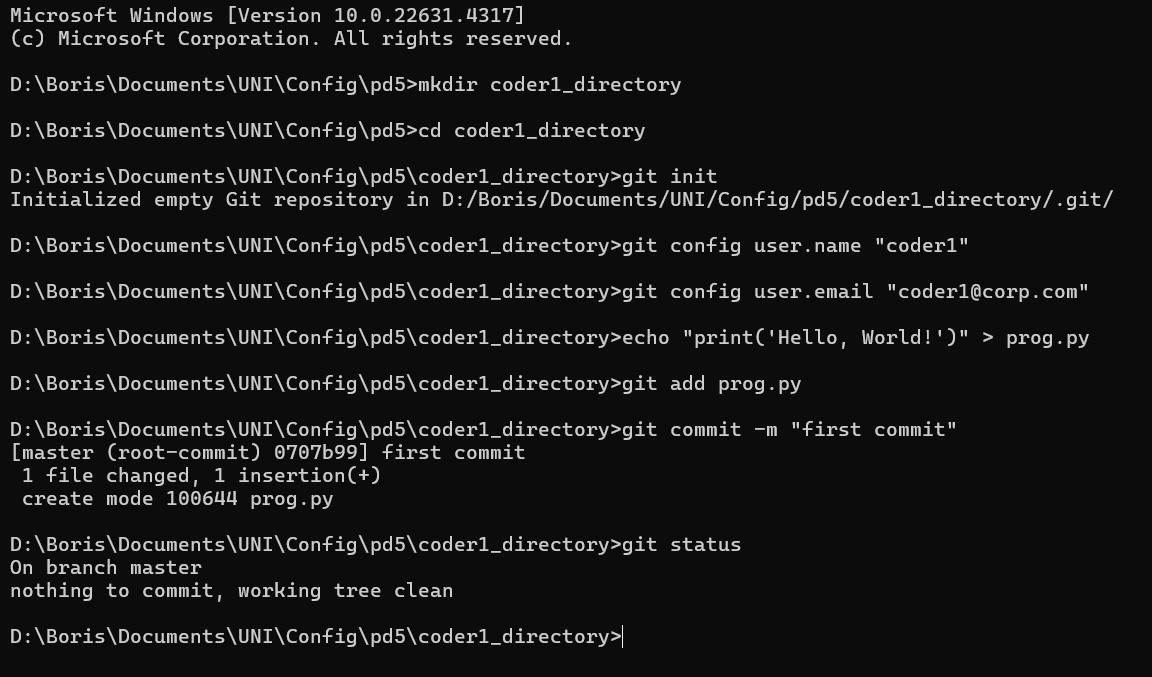 Microsoft Windows [Version 10.0.22631.4317]
(c) Microsoft Corporation. All rights reserved.
D:\Boris\Documents\UNI\Config\pd5>mkdir coder1_directory
D:\Boris\Documents\UNI\Config\pd5>cd coder1_directory
D:\Boris\Documents\UNI\Config\pd5\coder1_directory>git init
Initialized empty Git repository in D:/Boris/Documents/UNI/Config/pd5/coder1_directory/.git/
D:\Boris\Documents\UNI\Config\pd5\coder1_directory>git config user.name "coder1"
D:\Boris\Documents\UNI\Config\pd5\coder1_directory>git config user.email "coder1@corp.com"
D:\Boris\Documents\UNI\Config\pd5\coder1_directory>echo "print('Hello, World!')" > prog.py
D:\Boris\Documents\UNI\Config\pd5\coder1_directory>git add prog.py
D:\Boris\Documents\UNI\Config\pd5\coder1_directory>git commit -m "first commit"
[master (root-commit) 0707b99] first commit
 1 file changed, 1 insertion(+)
 create mode 100644 prog.py
D:\Boris\Documents\UNI\Config\pd5\coder1_directory>git status
On branch master
nothing to commit, working tree clean
D:\Boris\Documents\UNI\Config\pd5\coder1_directory>